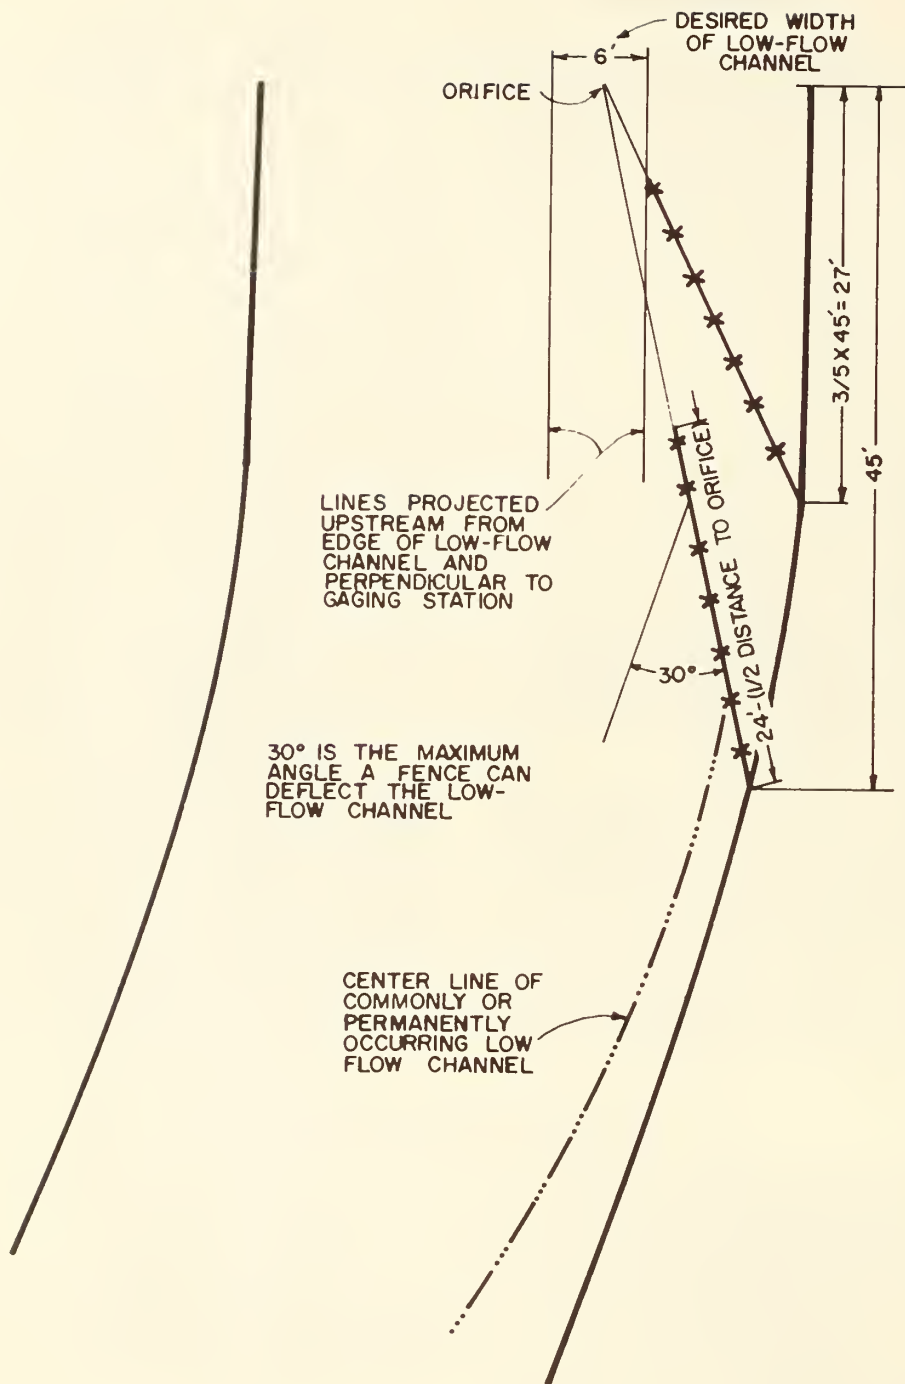 DESIRED WIDTH
OF LOW-FLOW
CHANNEL
6'
ORIFICE
3/5 X 45' = 27'
45'
LINES PROJECTED
UPSTREAM FROM
EDGE OF LOW-FLOW
CHANNEL AND
PERPENDICULAR TO
GAGING STATION
24'-(1/2 DISTANCE TO ORIFICE)
30°
30° IS THE MAXIMUM
ANGLE A FENCE CAN
DEFLECT THE LOW-
FLOW CHANNEL
CENTER LINE OF
COMMONLY OR
PERMANENTLY
OCCURRING LOW
FLOW CHANNEL